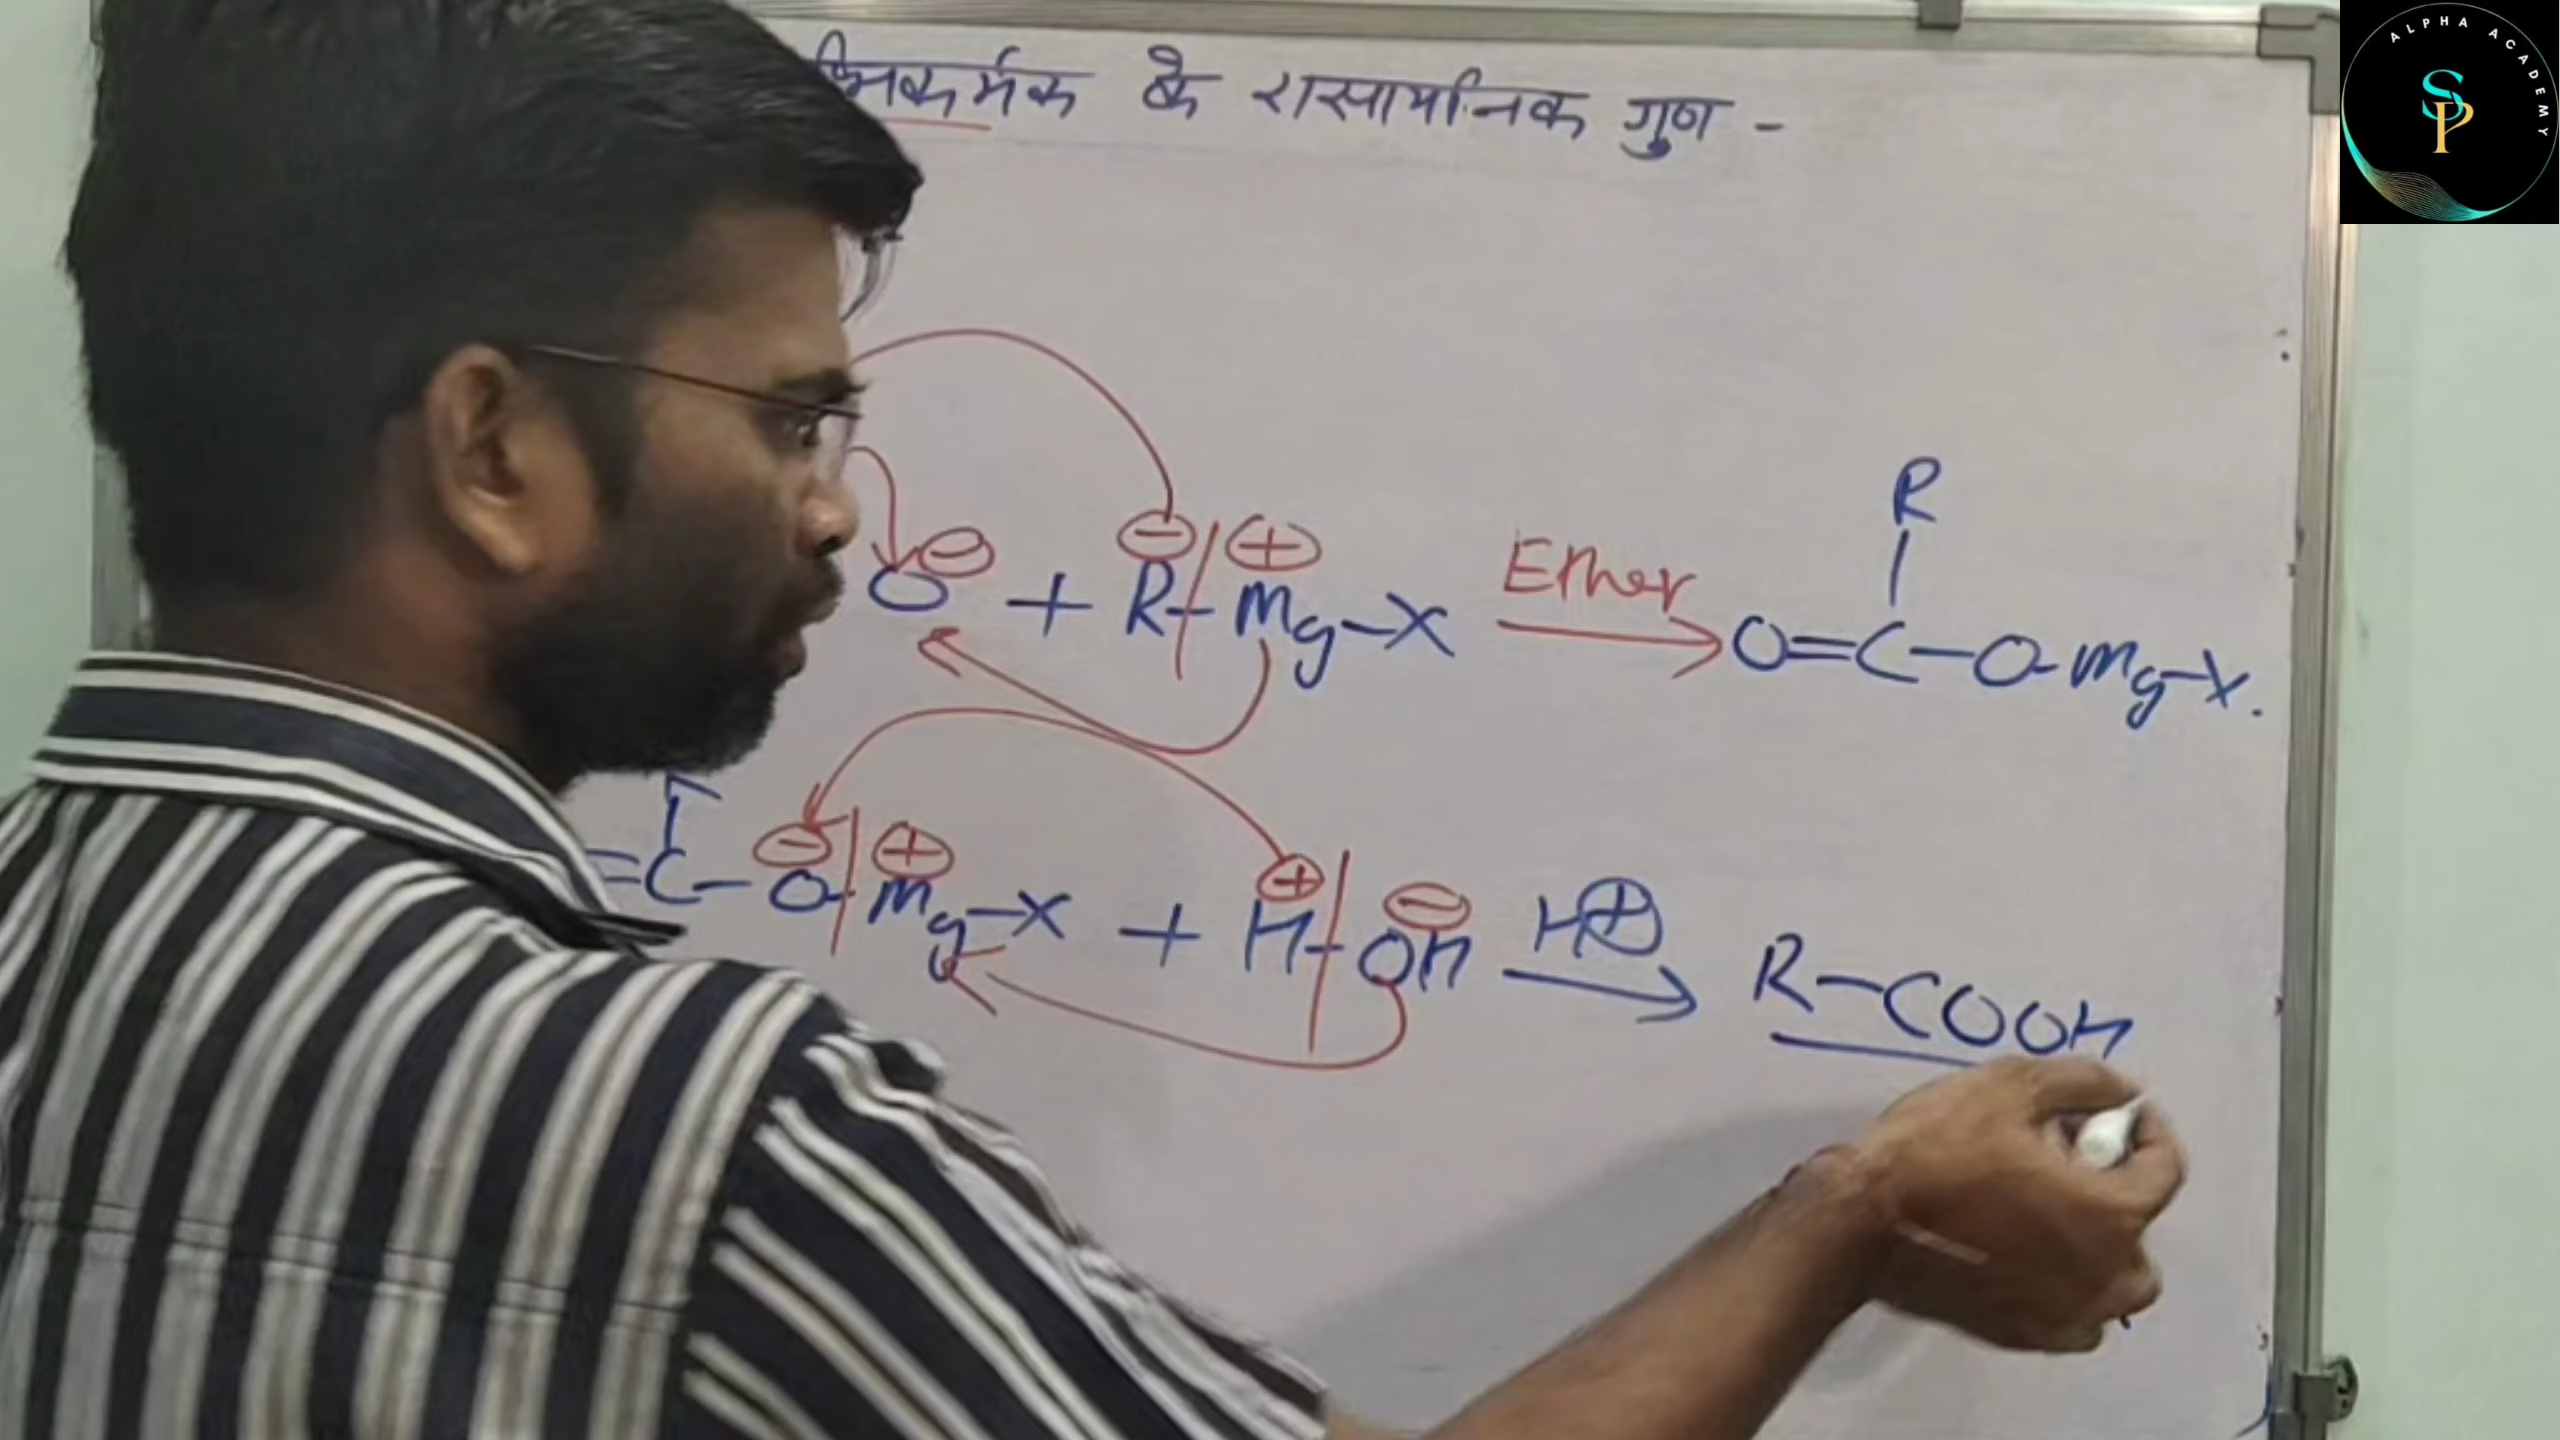 ALPHA ACADEMY
SP
के रासायनिक गुण -
R
O + R-Mg-X Ether O=C-O-Mg-X.
=C-O-Mg-X + H-OH H⊕ R-COOH